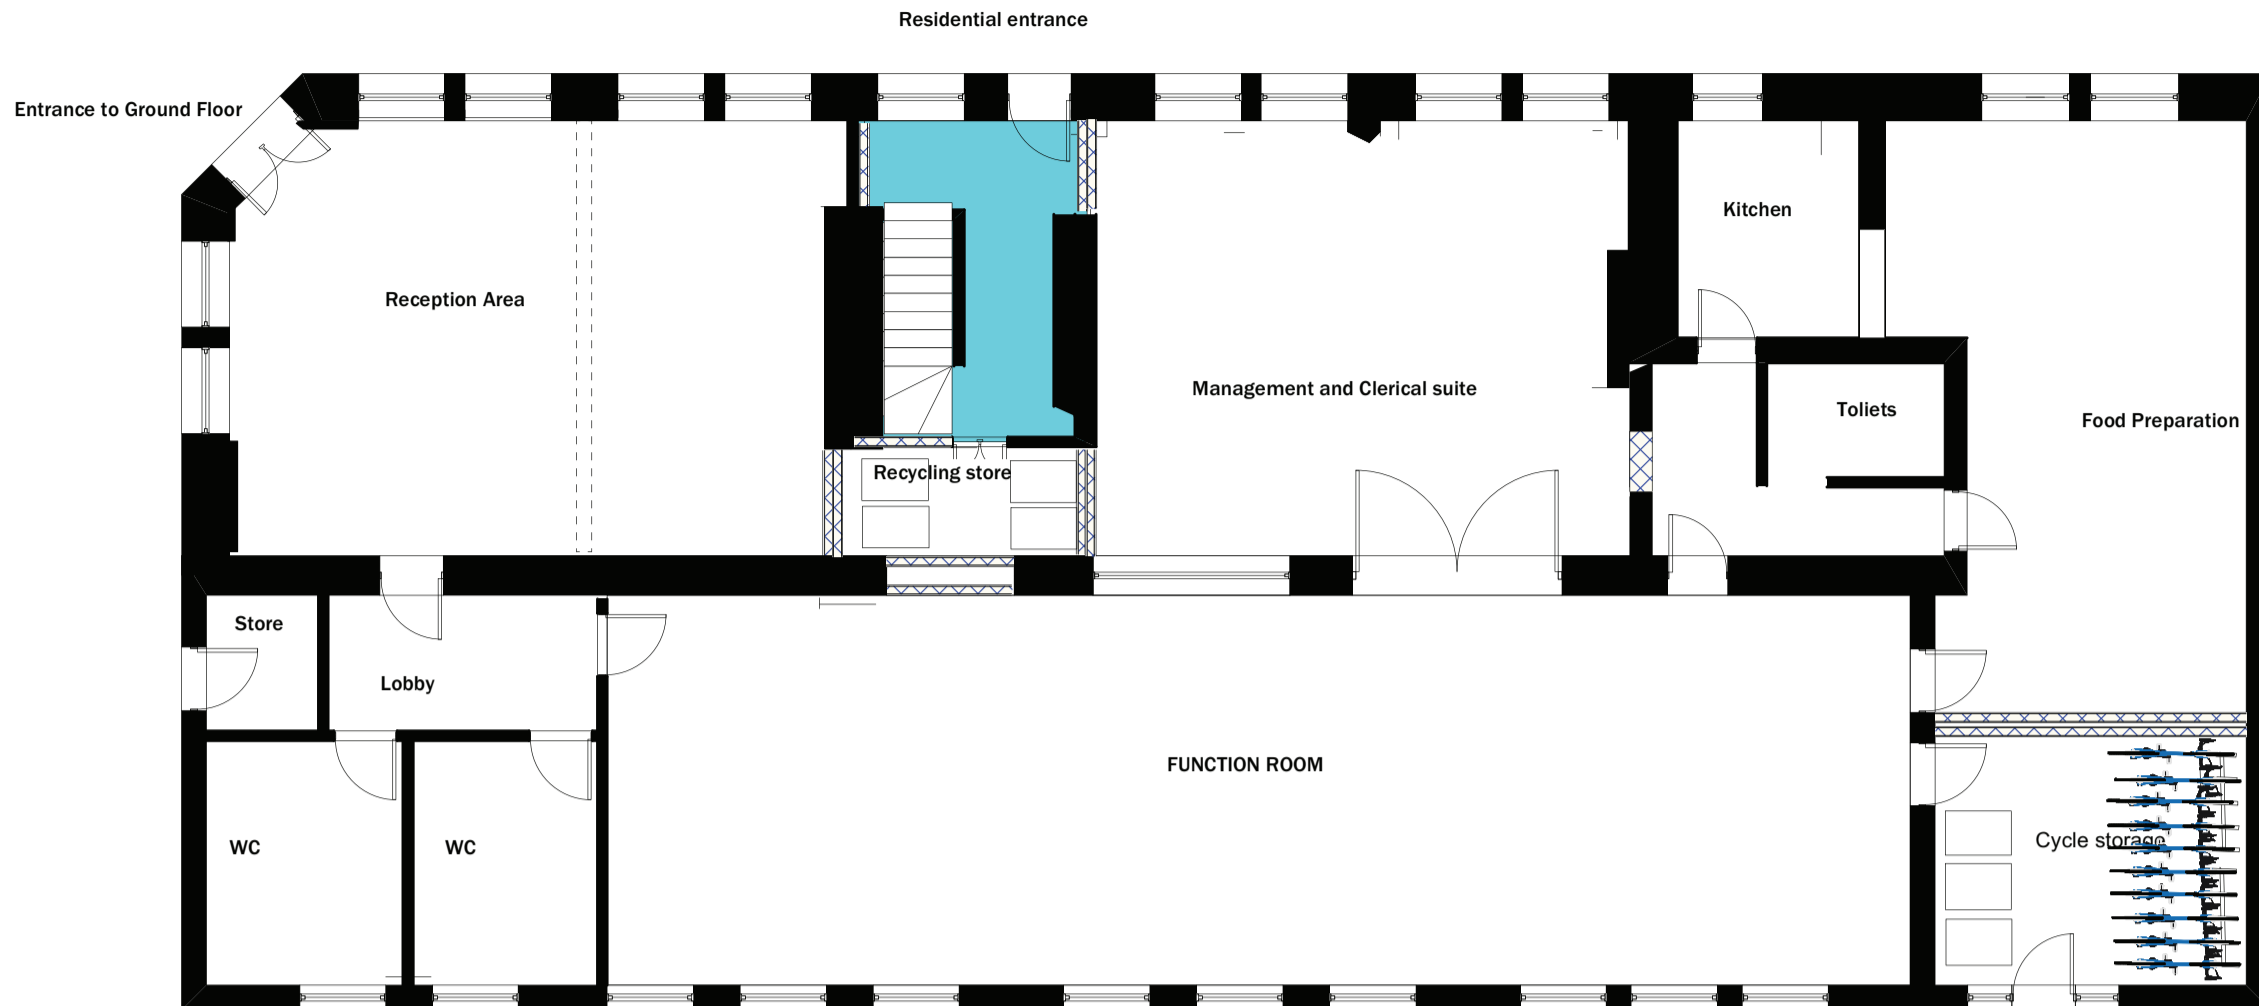 Residential entrance
Entrance to Ground Floor
Kitchen
Reception Area
Management and Clerical suite
Toliets
Food Preparation
Recycling store
Store
Lobby
FUNCTION ROOM
WC
WC
Cycle storage